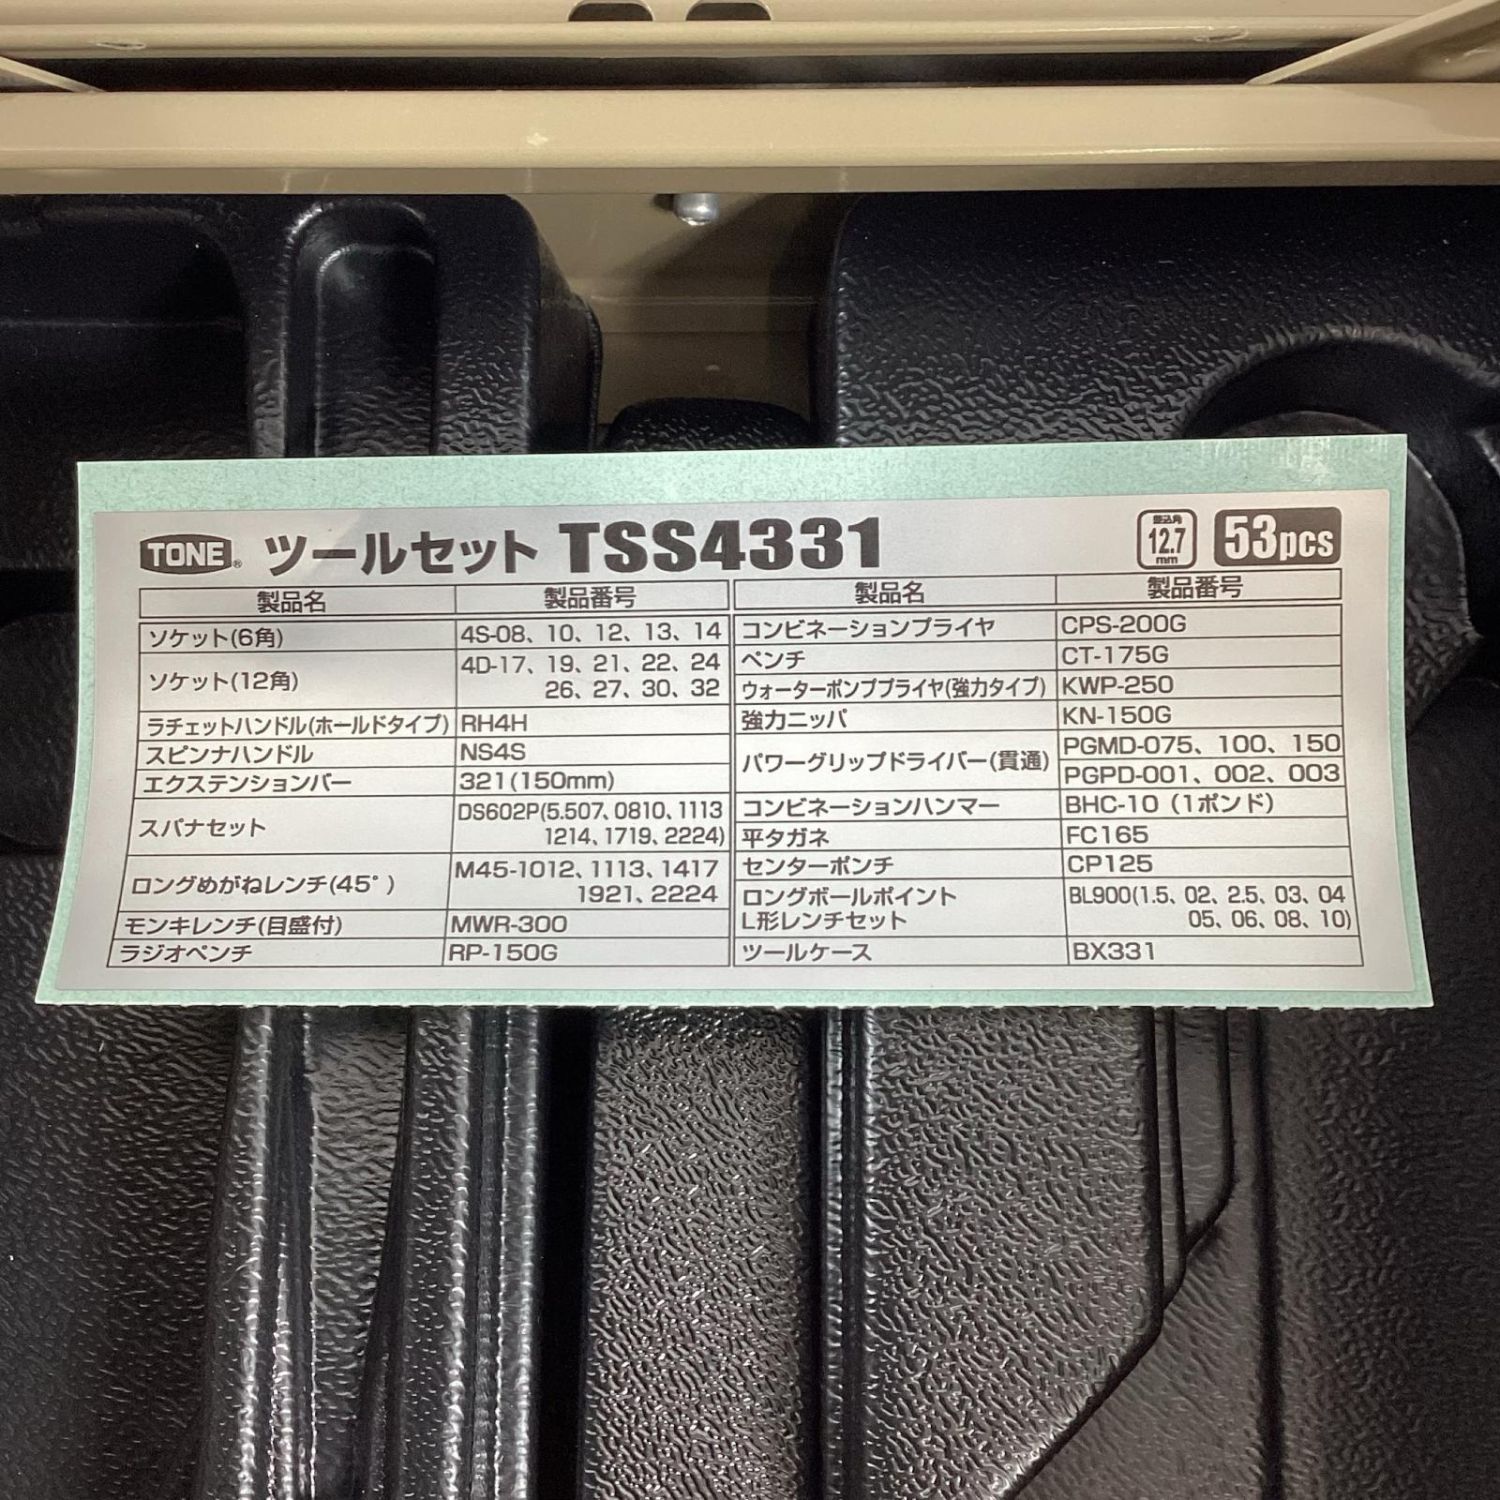 TONE® ツールセット TSS4331 差込角 12.7 mm 53pcs
製品名 製品番号
ソケット(6角) 4S-08、10、12、13、14
ソケット(12角) 4D-17、19、21、22、24
26、27、30、32
ラチェットハンドル(ホールドタイプ) RH4H
スピンナハンドル NS4S
エクステンションバー 321(150mm)
スパナセット DS602P(5.507、0810、1113
1214、1719、2224)
ロングめがねレンチ(45°) M45-1012、1113、1417
1921、2224
モンキレンチ(目盛付) MWR-300
ラジオペンチ RP-150G
製品名 製品番号
コンビネーションプライヤ CPS-200G
ペンチ CT-175G
ウォーターポンププライヤ(強力タイプ) KWP-250
強力ニッパ KN-150G
パワーグリップドライバー(貫通) PGMD-075、100、150
PGPD-001、002、003
コンビネーションハンマー BHC-10（1ポンド）
平タガネ FC165
センターポンチ CP125
ロングボールポイント BL900(1.5、02、2.5、03、04
L形レンチセット 05、06、08、10)
ツールケース BX331